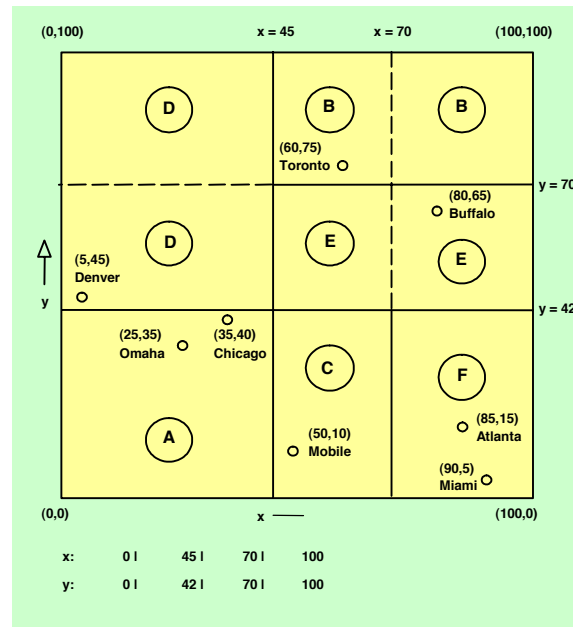 (0,100) x = 45 x = 70 (100,100)
D B B
(60,75)
Toronto
y = 70
(80,65)
Buffalo
D E E
(5,45)
Denver
y
y = 42
(25,35) (35,40)
Omaha Chicago
C F
(85,15)
Atlanta
A
(50,10)
Mobile
(90,5)
Miami
(0,0) x (100,0)
x: 0 I 45 I 70 I 100
y: 0 I 42 I 70 I 100